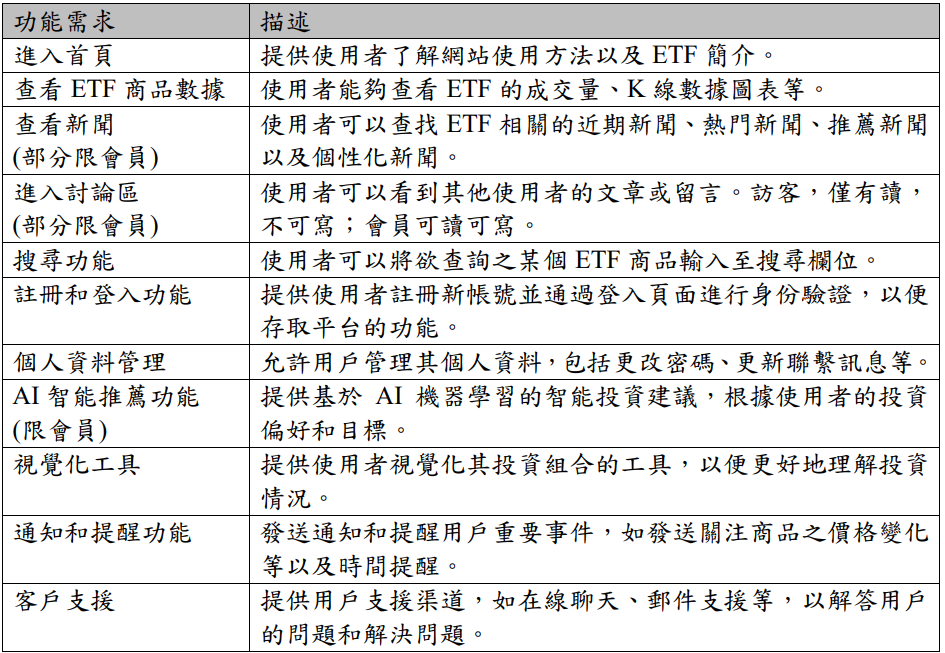 功能需求 描述
進入首頁 提供使用者了解網站使用方法以及 ETF 簡介。
查看 ETF 商品數據 使用者能夠查看 ETF 的成交量、K 線數據圖表等。
查看新聞 使用者可以查找 ETF 相關的近期新聞、熱門新聞、推薦新聞
(部分限會員) 以及個性化新聞。
進入討論區 使用者可以看到其他使用者的文章或留言。訪客，僅有讀，
(部分限會員) 不可寫；會員可讀可寫。
搜尋功能 使用者可以將欲查詢之某個 ETF 商品輸入至搜尋欄位。
註冊和登入功能 提供使用者註冊新帳號並通過登入頁面進行身份驗證，以便
存取平台的功能。
個人資料管理 允許用戶管理其個人資料，包括更改密碼、更新聯繫訊息等。
AI 智能推薦功能 提供基於 AI 機器學習的智能投資建議，根據使用者的投資
(限會員) 偏好和目標。
視覺化工具 提供使用者視覺化其投資組合的工具，以便更好地理解投資
情況。
通知和提醒功能 發送通知和提醒用戶重要事件，如發送關注商品之價格變化
等以及時間提醒。
客戶支援 提供用戶支援渠道，如在線聊天、郵件支援等，以解答用戶
的問題和解決問題。